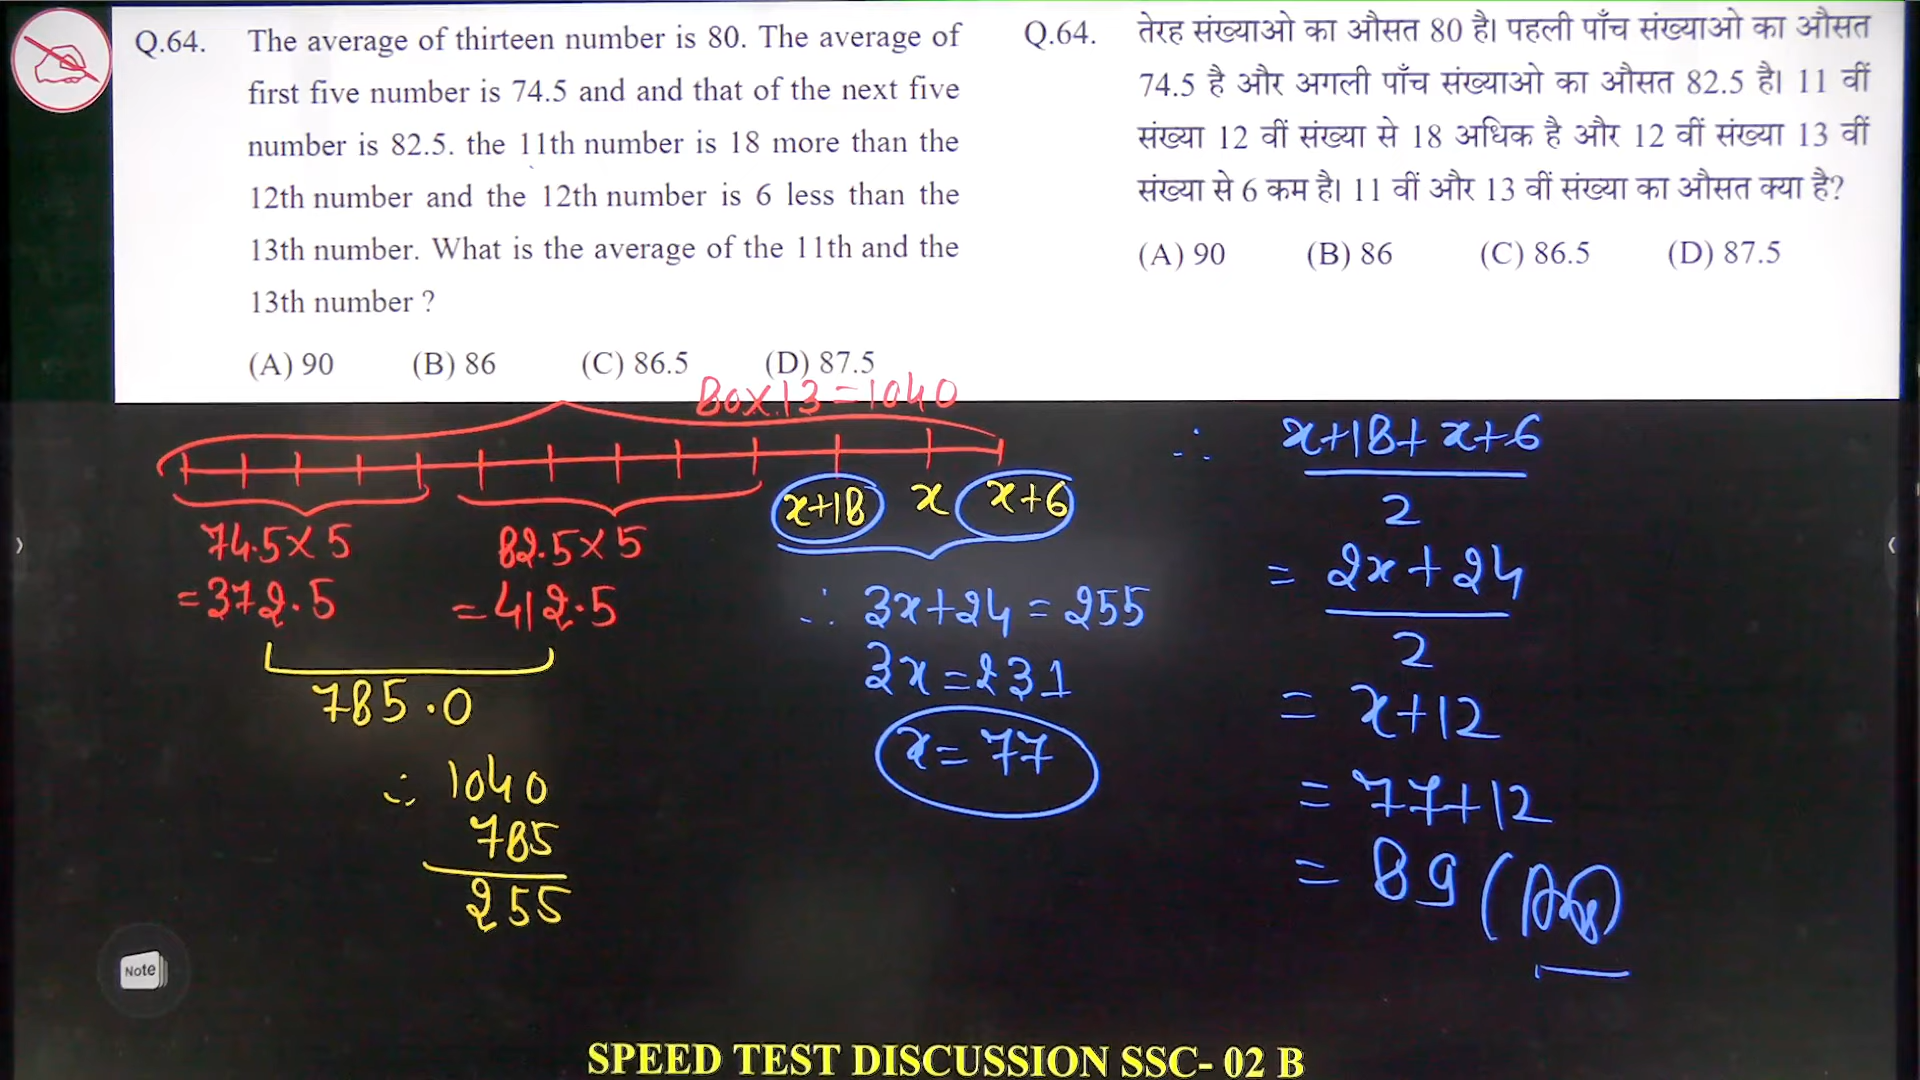 Q.64. The average of thirteen number is 80. The average of
first five number is 74.5 and and that of the next five
number is 82.5. the 11th number is 18 more than the
12th number and the 12th number is 6 less than the
13th number. What is the average of the 11th and the
13th number ?
(A) 90 (B) 86 (C) 86.5 (D) 87.5
Q.64. तेरह संख्याओ का औसत 80 है। पहली पाँच संख्याओ का औसत
74.5 है और अगली पाँच संख्याओ का औसत 82.5 है। 11 वीं
संख्या 12 वीं संख्या से 18 अधिक है और 12 वीं संख्या 13 वीं
संख्या से 6 कम है। 11 वीं और 13 वीं संख्या का औसत क्या है?
(A) 90 (B) 86 (C) 86.5 (D) 87.5
80x13=1040
x+18 x x+6
74.5×5
=372.5
82.5×5
=412.5
785.0
∴ 1040
785
255
∴ 3x+24=255
3x=231
x=77
∴ x+18+x+6
2
= 2x+24
2
= x+12
= 77+12
= 89 (Ans)
Note
SPEED TEST DISCUSSION SSC- 02 B